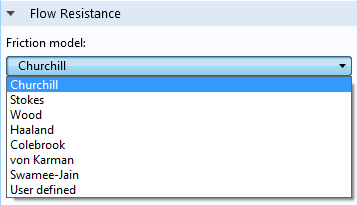 Flow Resistance
Friction model:
Churchill
Churchill
Stokes
Wood
Haaland
Colebrook
von Karman
Swamee-Jain
User defined